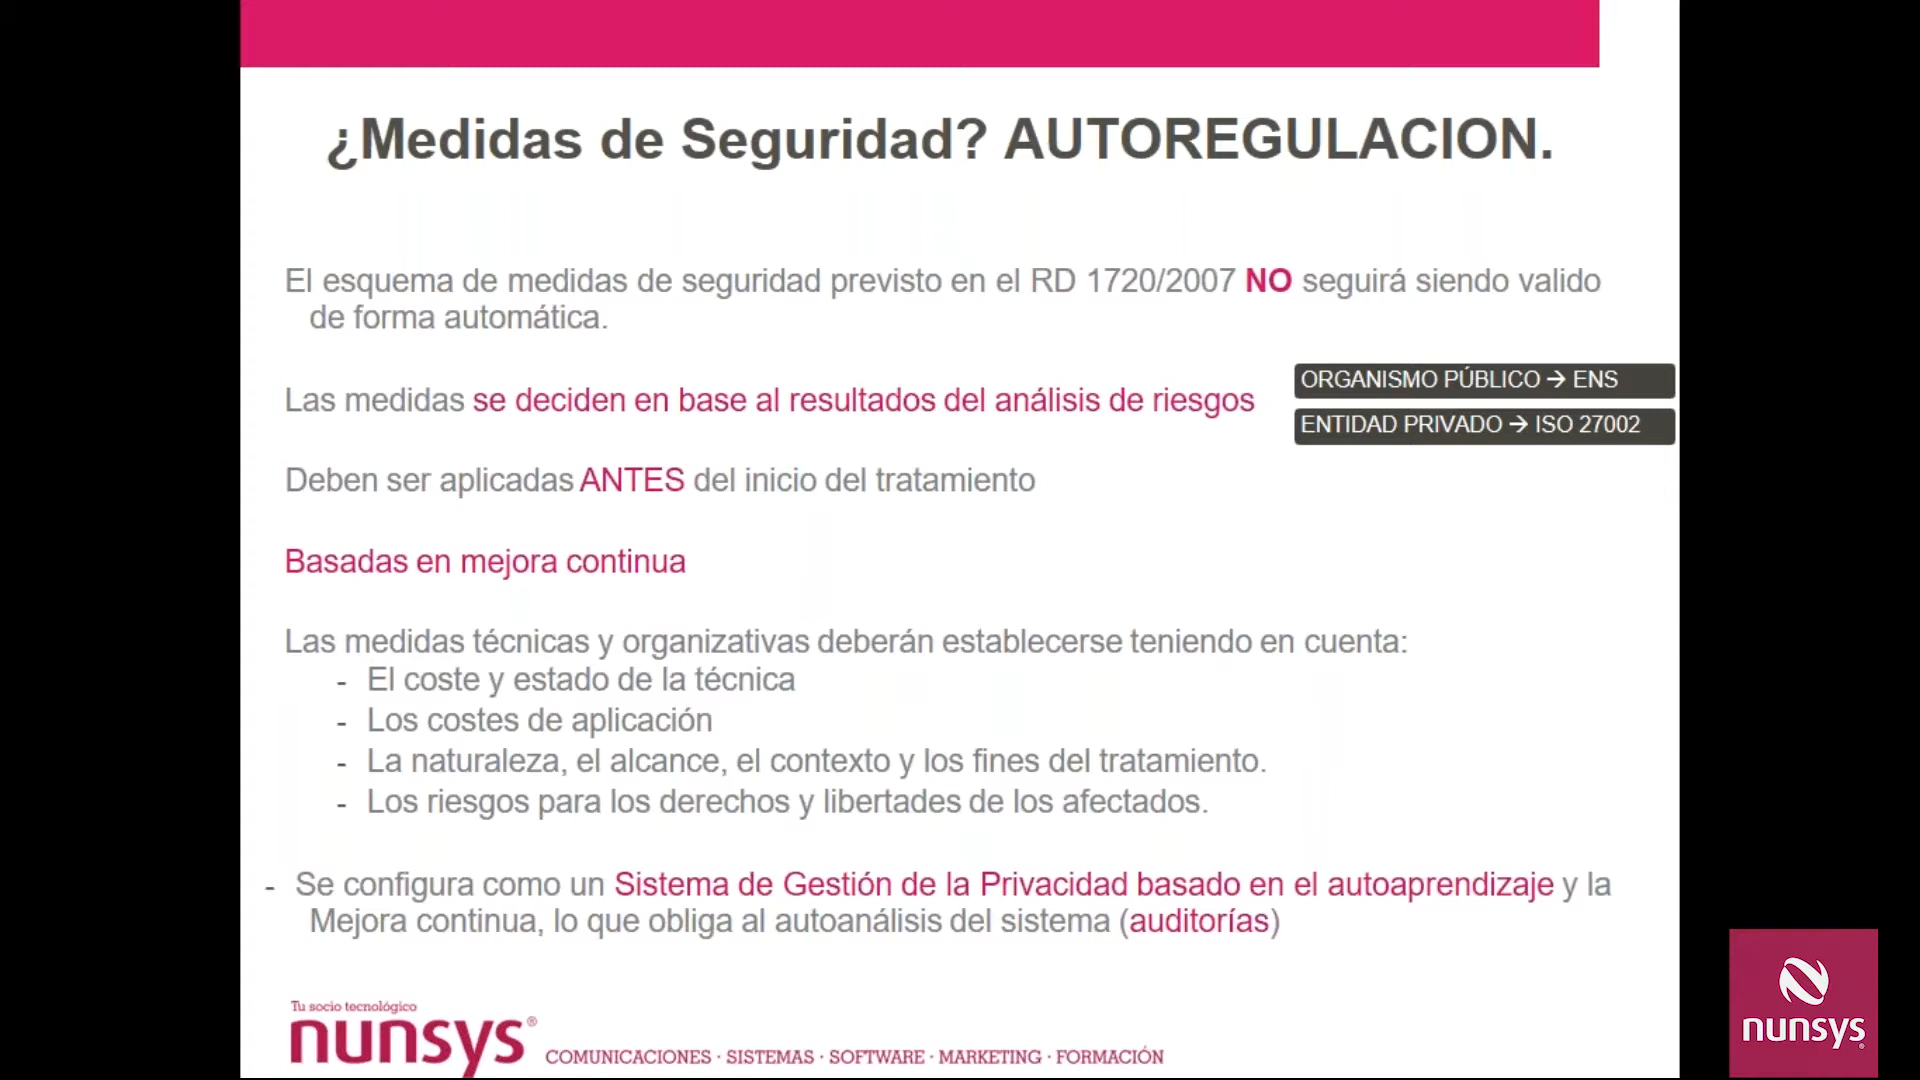 ¿Medidas de Seguridad? AUTOREGULACION.
El esquema de medidas de seguridad previsto en el RD 1720/2007 NO seguirá siendo valido
de forma automática.
Las medidas se deciden en base al resultados del análisis de riesgos
ORGANISMO PÚBLICO → ENS
ENTIDAD PRIVADO → ISO 27002
Deben ser aplicadas ANTES del inicio del tratamiento
Basadas en mejora continua
Las medidas técnicas y organizativas deberán establecerse teniendo en cuenta:
- El coste y estado de la técnica
- Los costes de aplicación
- La naturaleza, el alcance, el contexto y los fines del tratamiento.
- Los riesgos para los derechos y libertades de los afectados.
- Se configura como un Sistema de Gestión de la Privacidad basado en el autoaprendizaje y la
Mejora continua, lo que obliga al autoanálisis del sistema (auditorías)
Tu socio tecnológico
nunsys®
COMUNICACIONES · SISTEMAS · SOFTWARE · MARKETING · FORMACIÓN
nunsys®